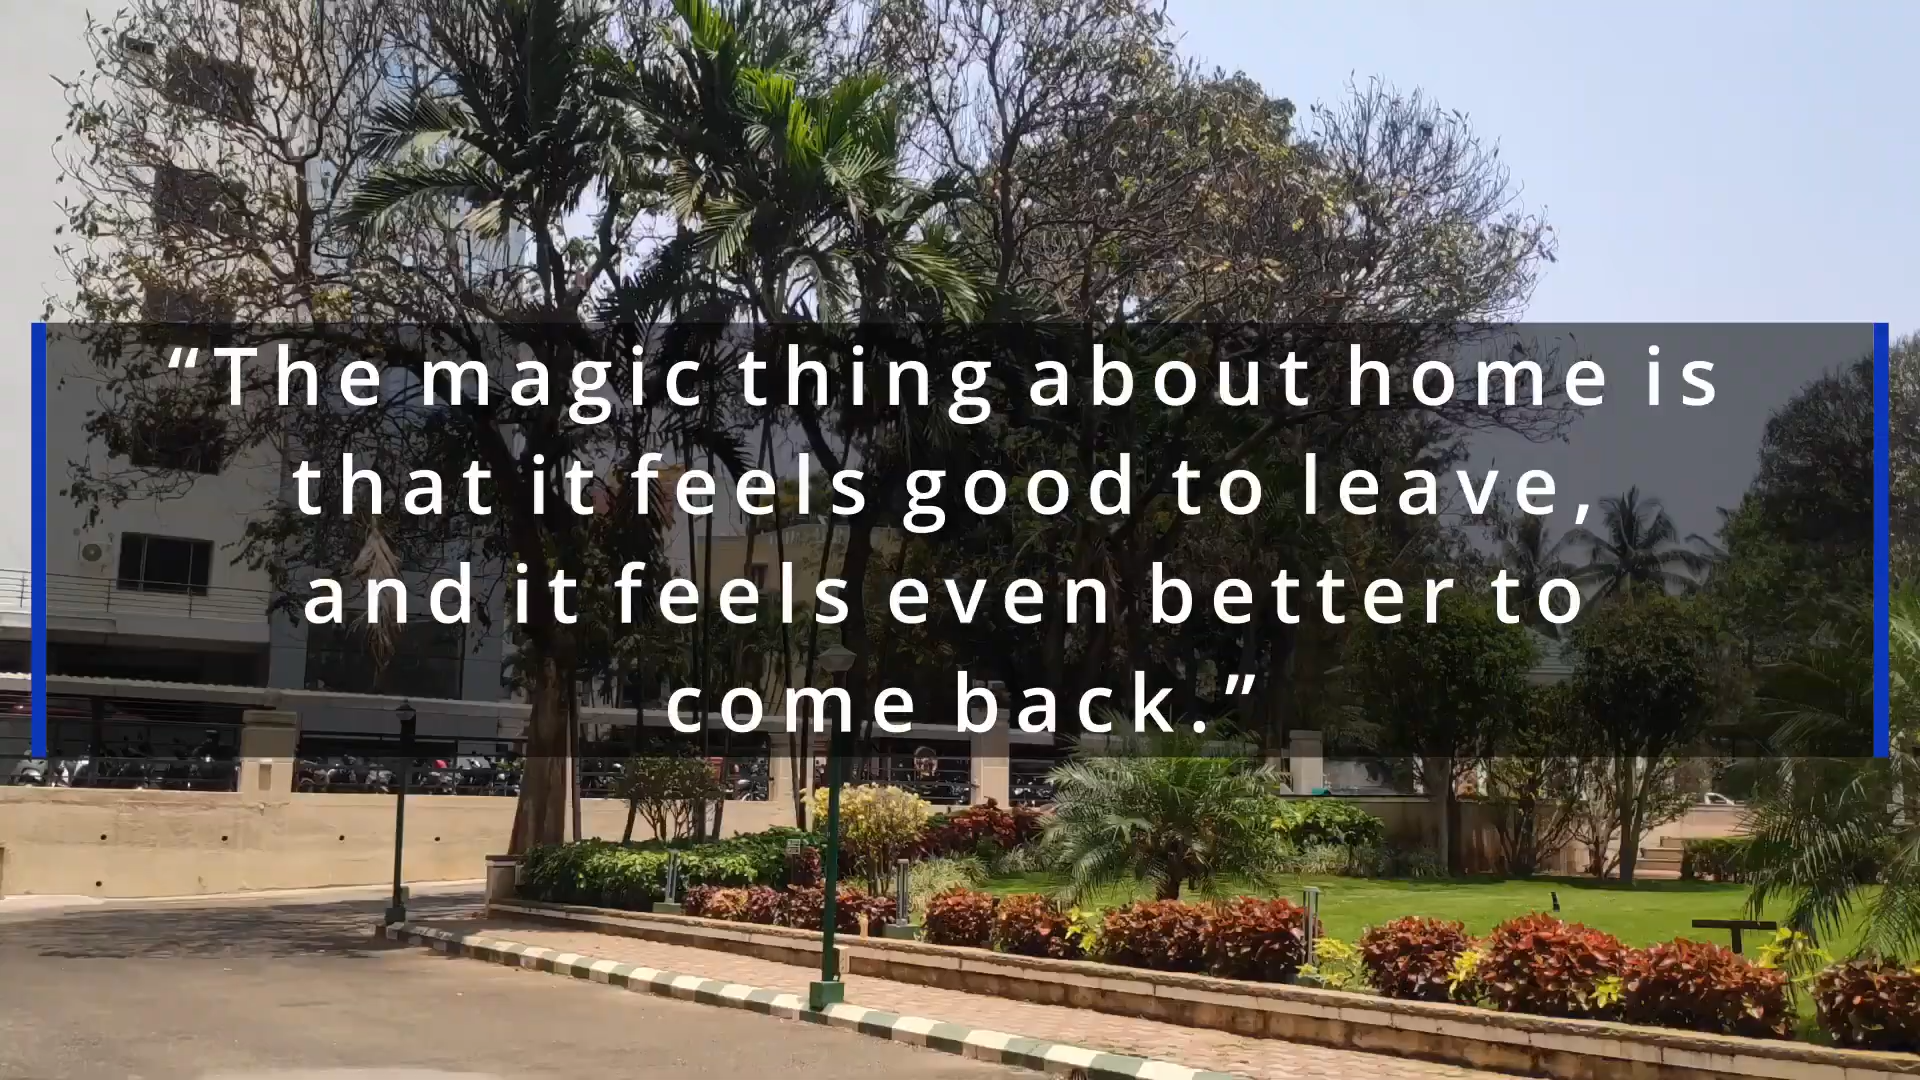 “The magic thing about home is
that it feels good to leave,
and it feels even better to
come back.”